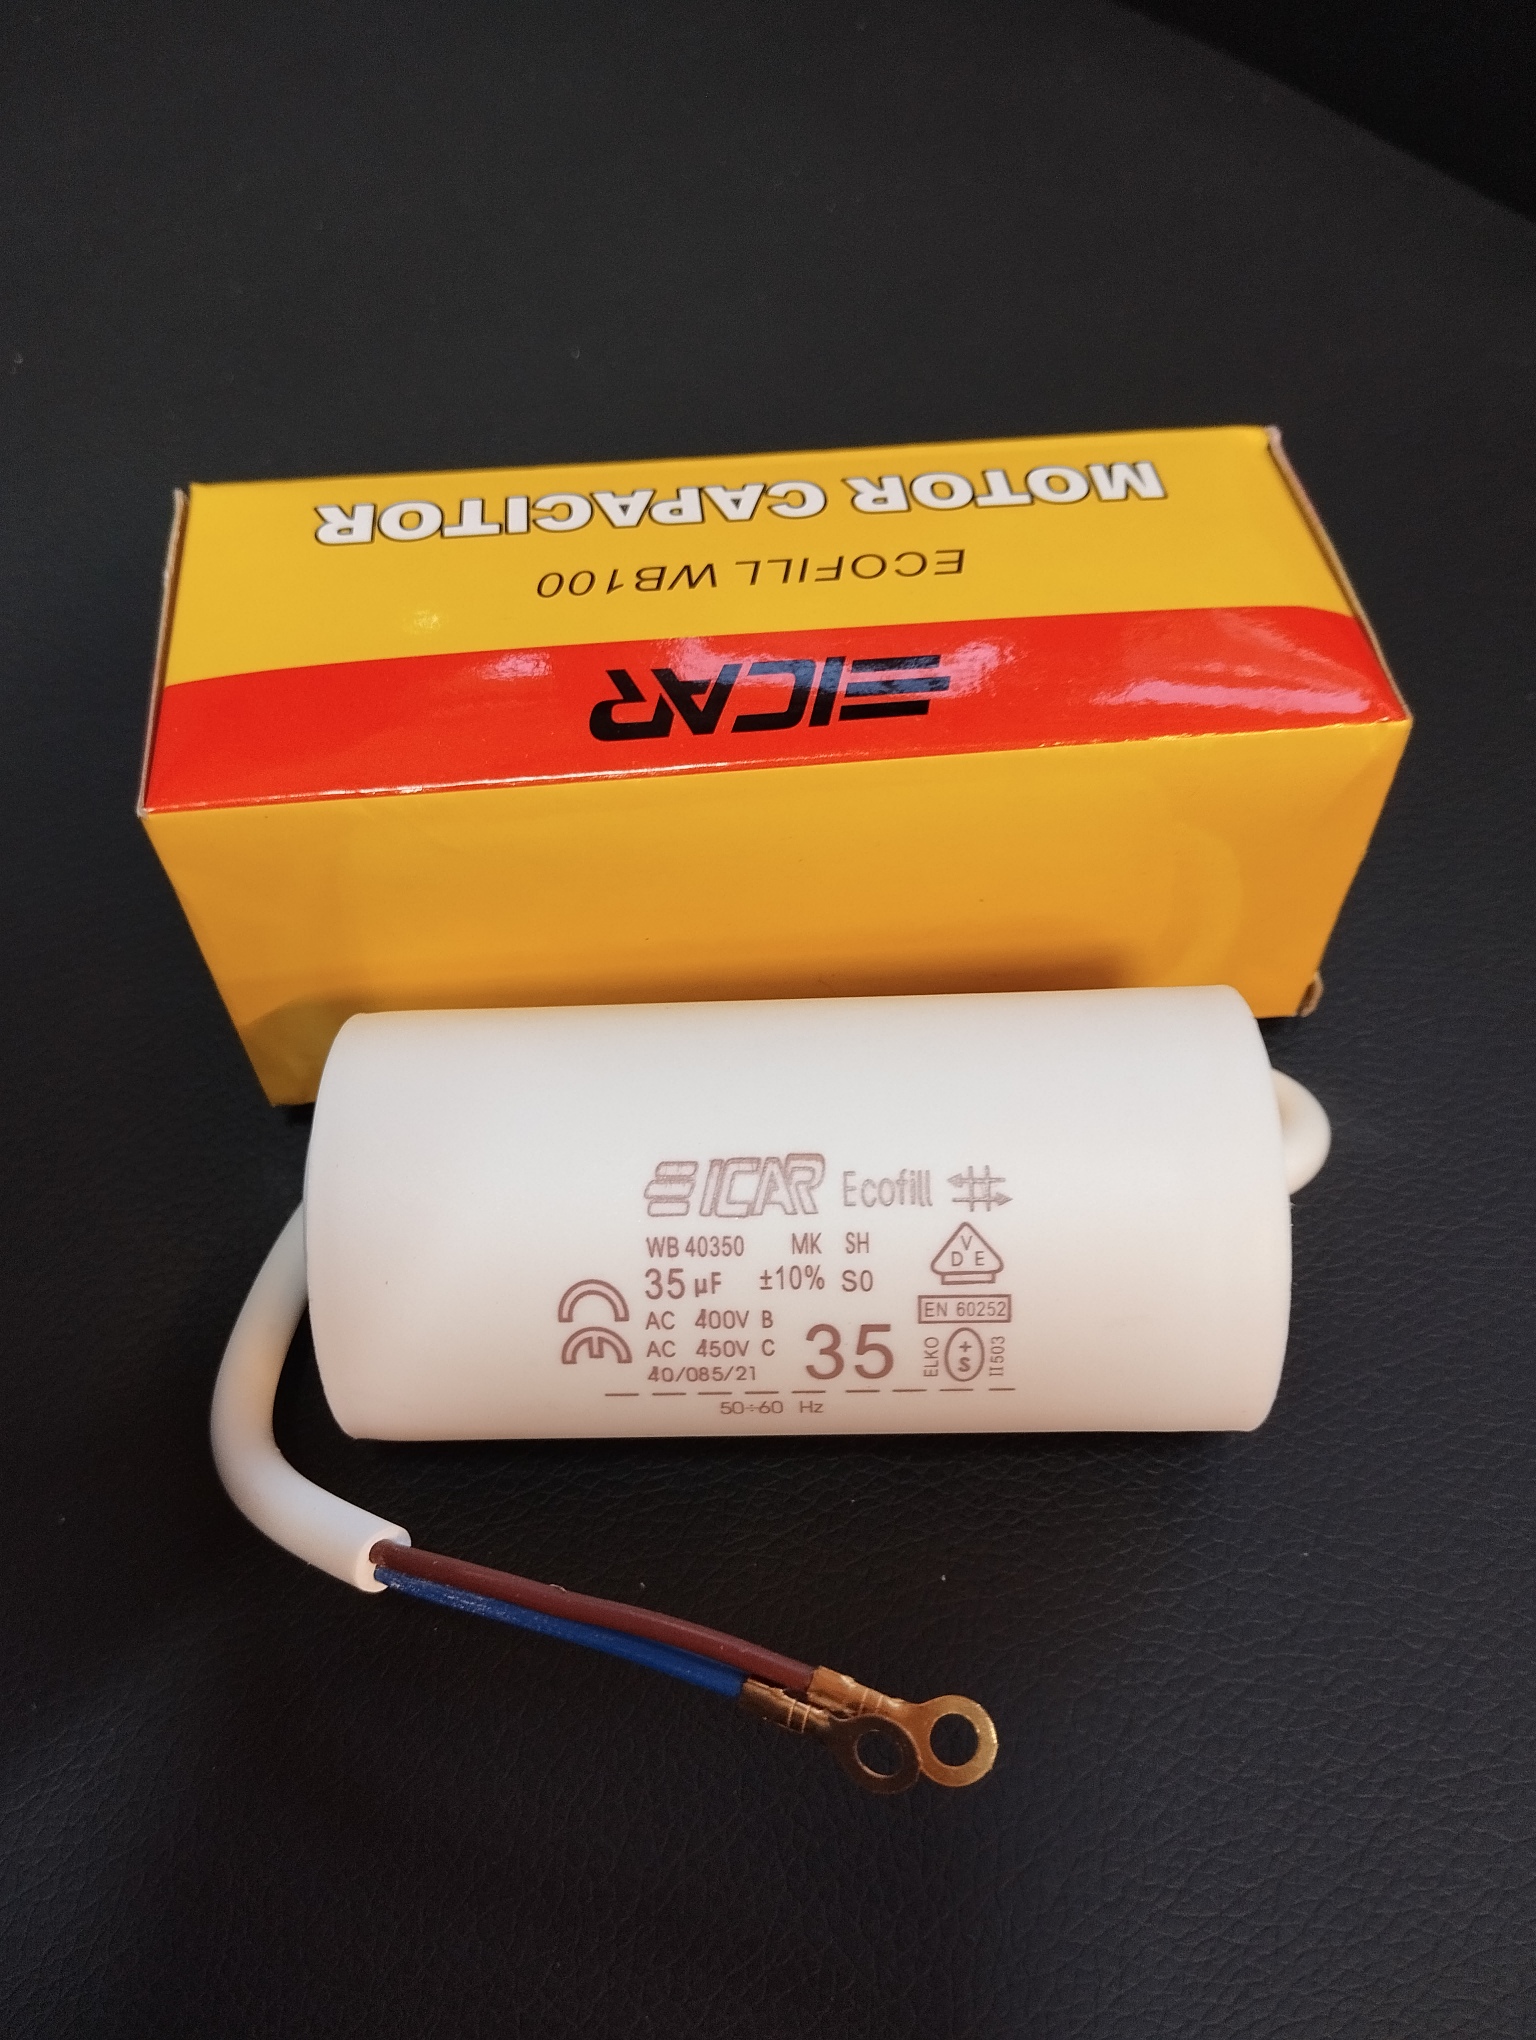 MOTOR CAPACITOR
ECOFILL WB100
ICAR
ICAR Ecofill
WB 40350 MK SH
35 µF ±10% S0
AC 400V B
AC 450V C
40/085/21
35
50÷60 Hz
V
D E
EN 60252
ELKO
+
S
II503